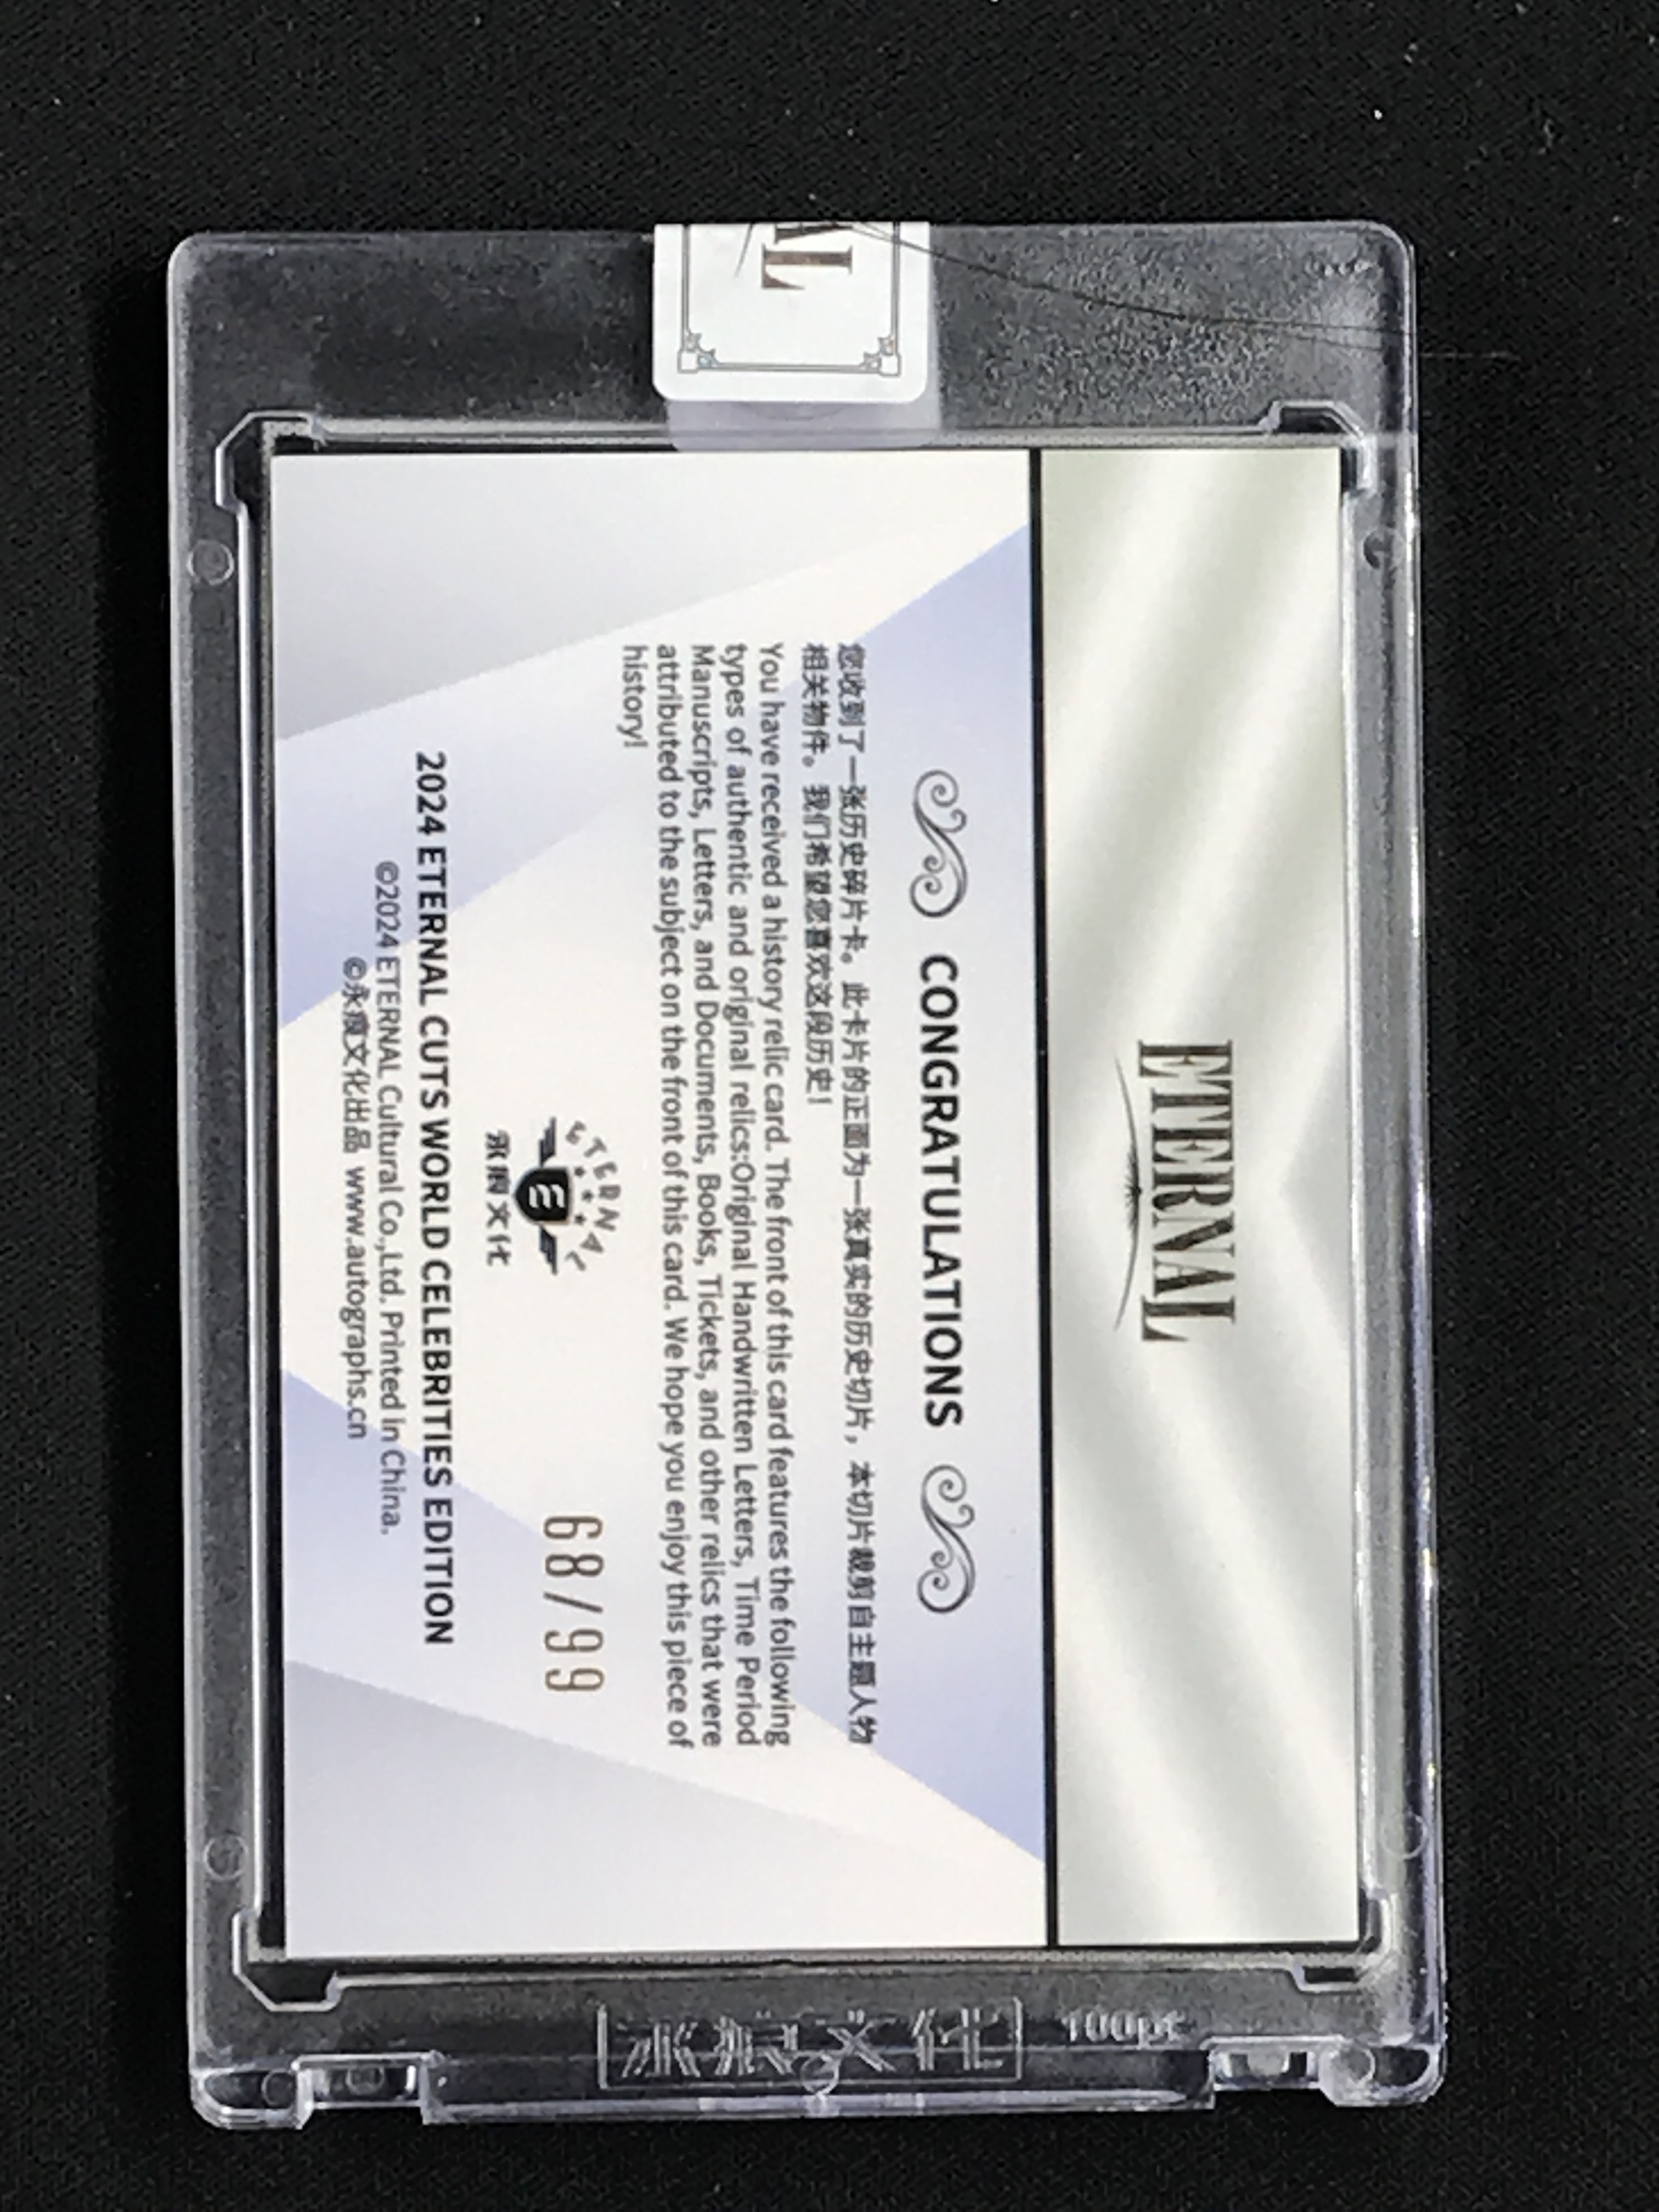 AL
ETERNAL
CONGRATULATIONS
您收到了一张历史碎片卡。此卡片的正面为一张真实的历史切片，本切片裁剪自主题人物
相关物件。我们希望您喜欢这段历史！
You have received a history relic card. The front of this card features the following
types of authentic and original relics:Original Handwritten Letters, Time Period
Manuscripts, Letters, and Documents, Books, Tickets, and other relics that were
attributed to the subject on the front of this card. We hope you enjoy this piece of
history!
ETERNAL
E
文化
68/99
2024 ETERNAL CUTS WORLD CELEBRITIES EDITION
©2024 ETERNAL Cultural Co.,Ltd. Printed in China.
©永痕文化出品 www.autographs.cn
永痕文化
100pt